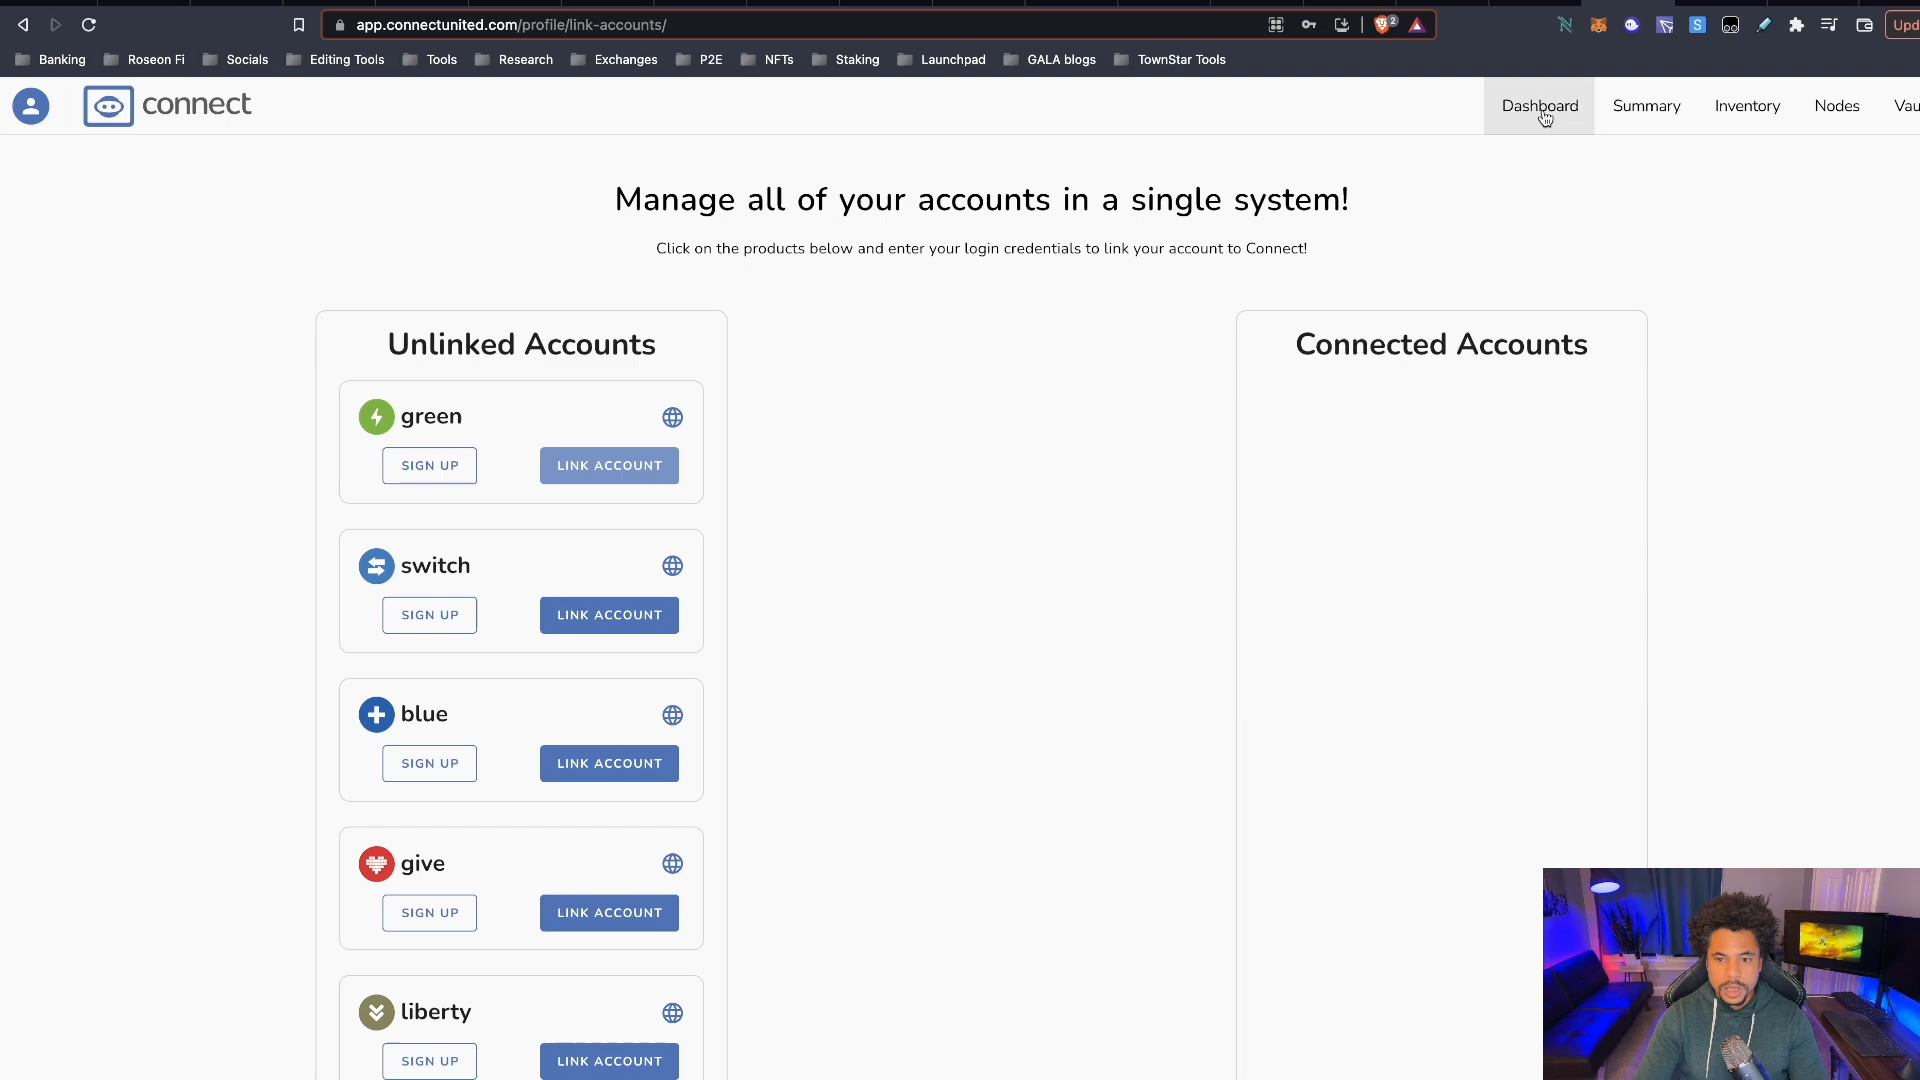 app.connectunited.com/profile/link-accounts/
2
S
Upd
Banking Roseon Fi Socials Editing Tools Tools Research Exchanges P2E NFTs Staking Launchpad GALA blogs TownStar Tools
connect
Dashboard Summary Inventory Nodes Vau
Manage all of your accounts in a single system!
Click on the products below and enter your login credentials to link your account to Connect!
Unlinked Accounts
green
SIGN UP LINK ACCOUNT
switch
SIGN UP LINK ACCOUNT
blue
SIGN UP LINK ACCOUNT
give
SIGN UP LINK ACCOUNT
liberty
SIGN UP LINK ACCOUNT
Connected Accounts